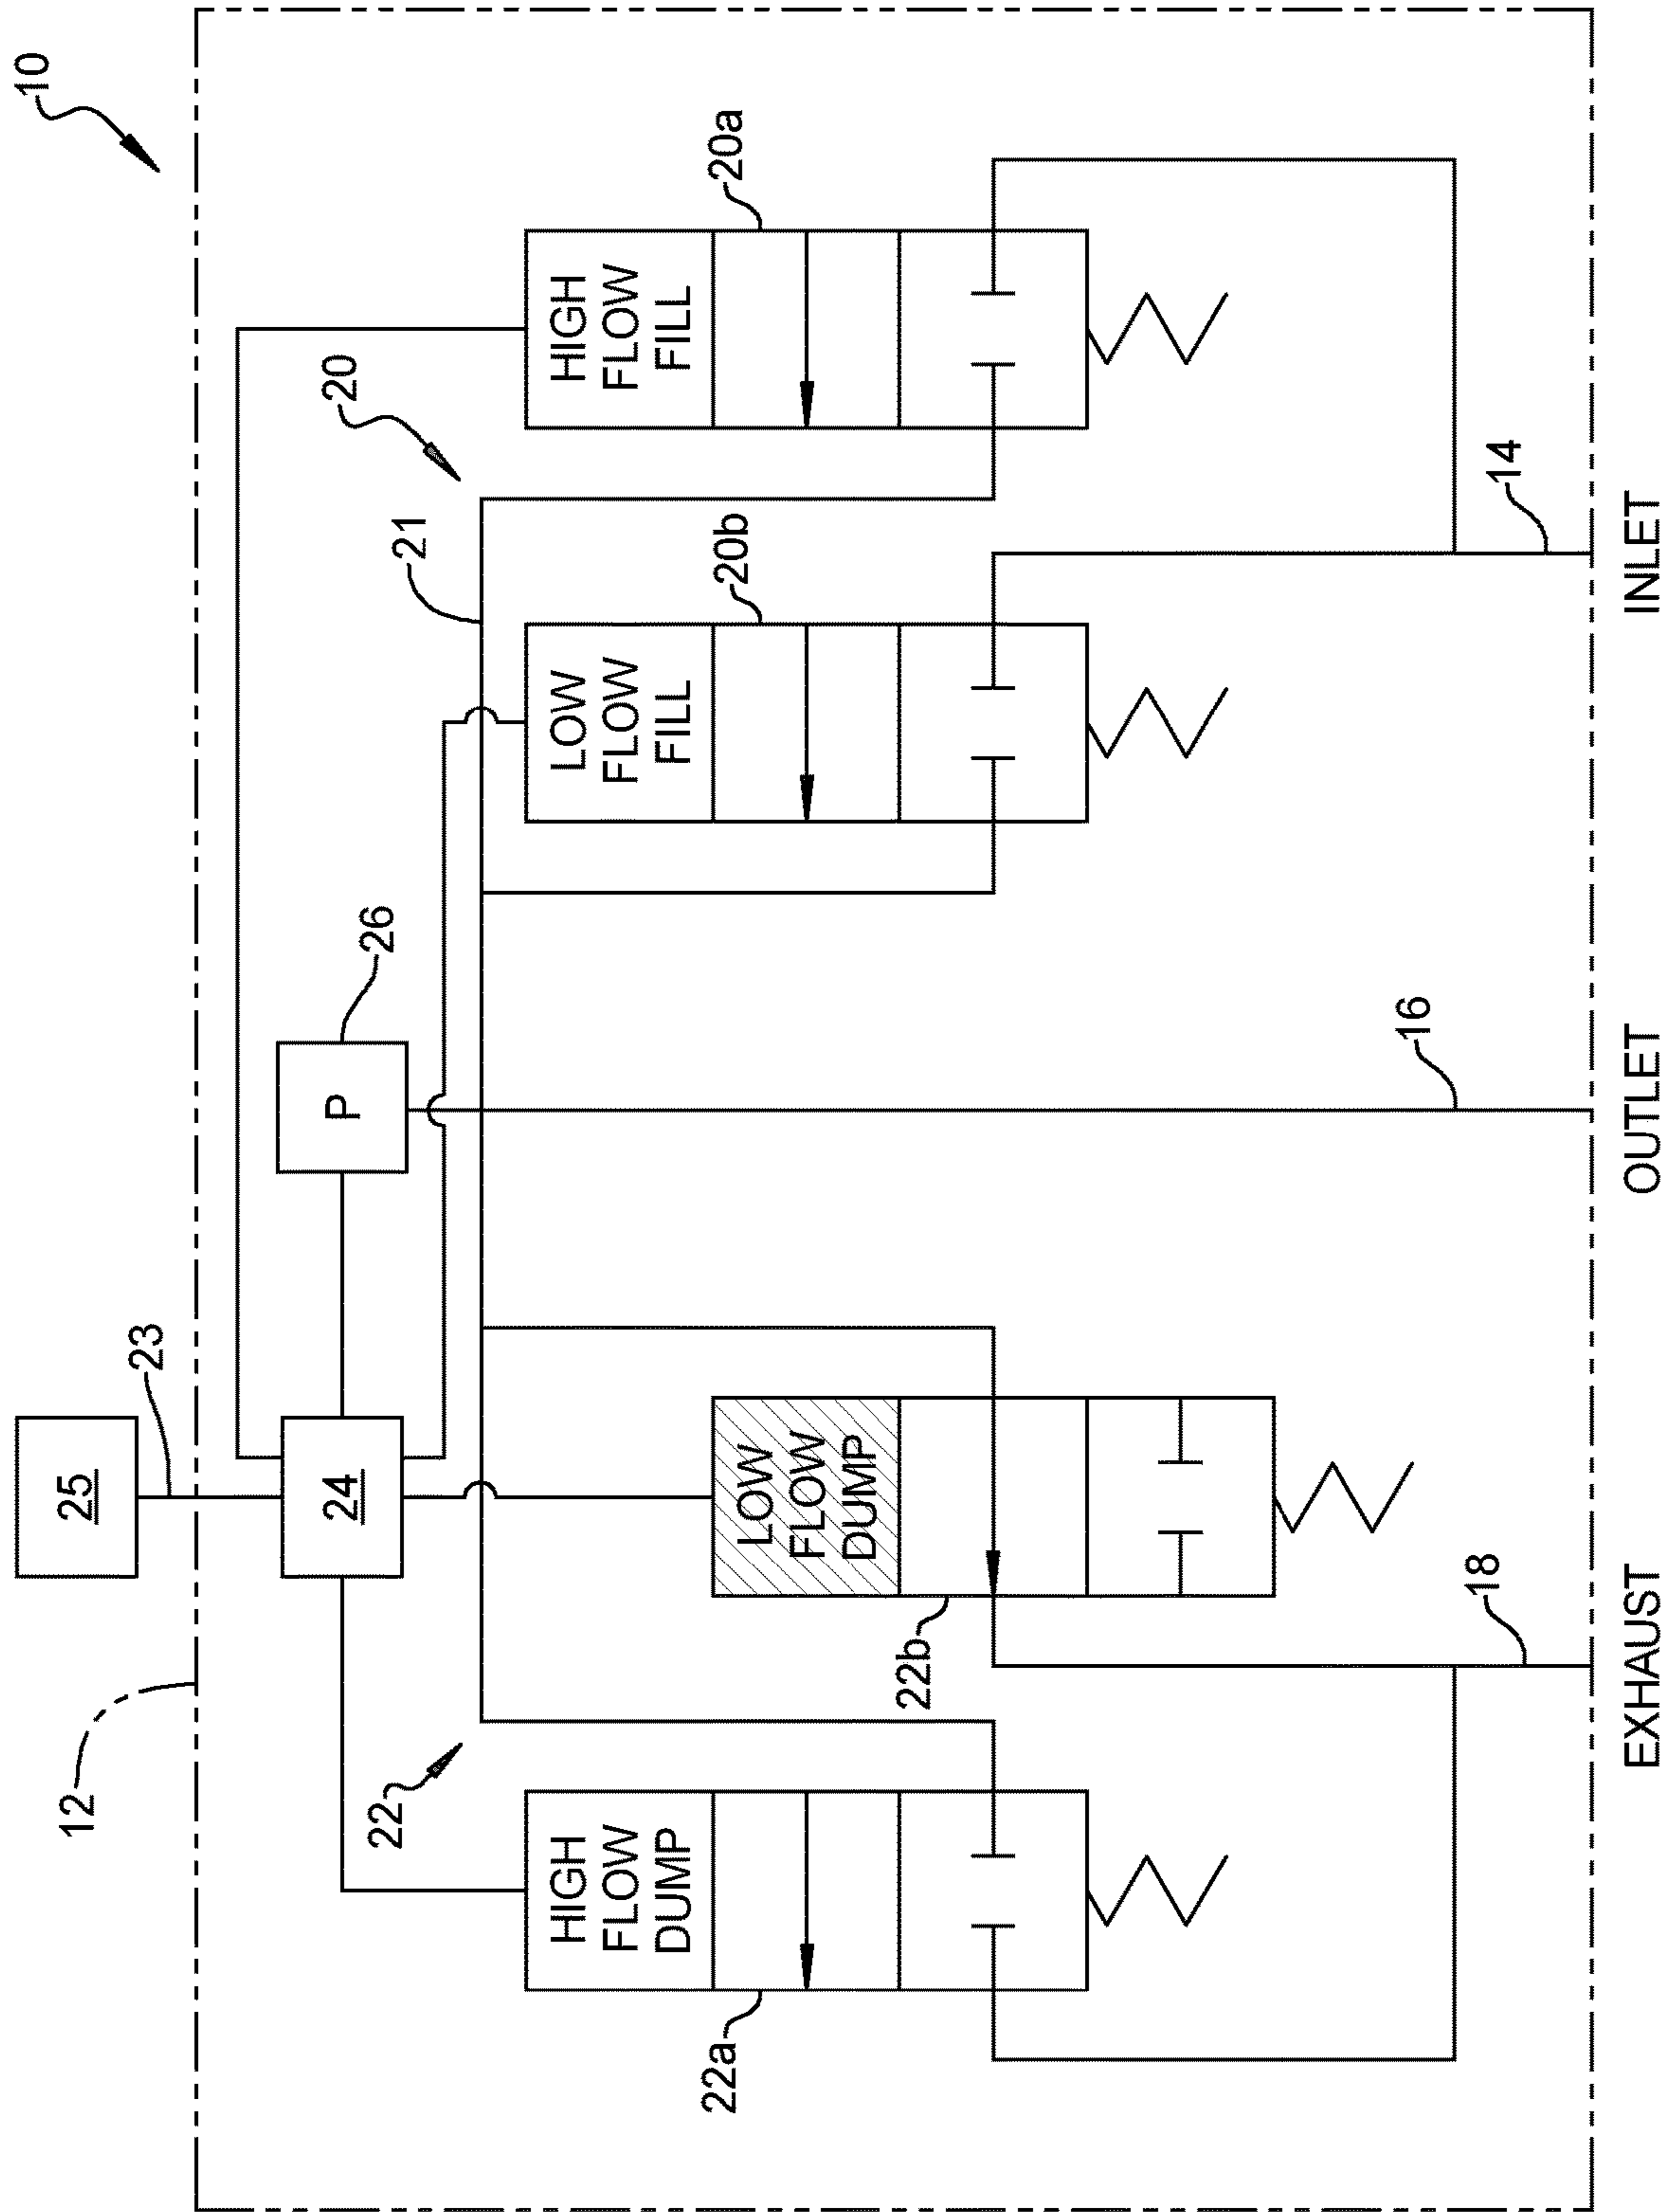 10
12
25
23
24
P
26
20
21
22
HIGH
FLOW
DUMP
22a
LOW
FLOW
DUMP
22b
LOW
FLOW
FILL
20b
HIGH
FLOW
FILL
20a
18
16
14
EXHAUST
OUTLET
INLET